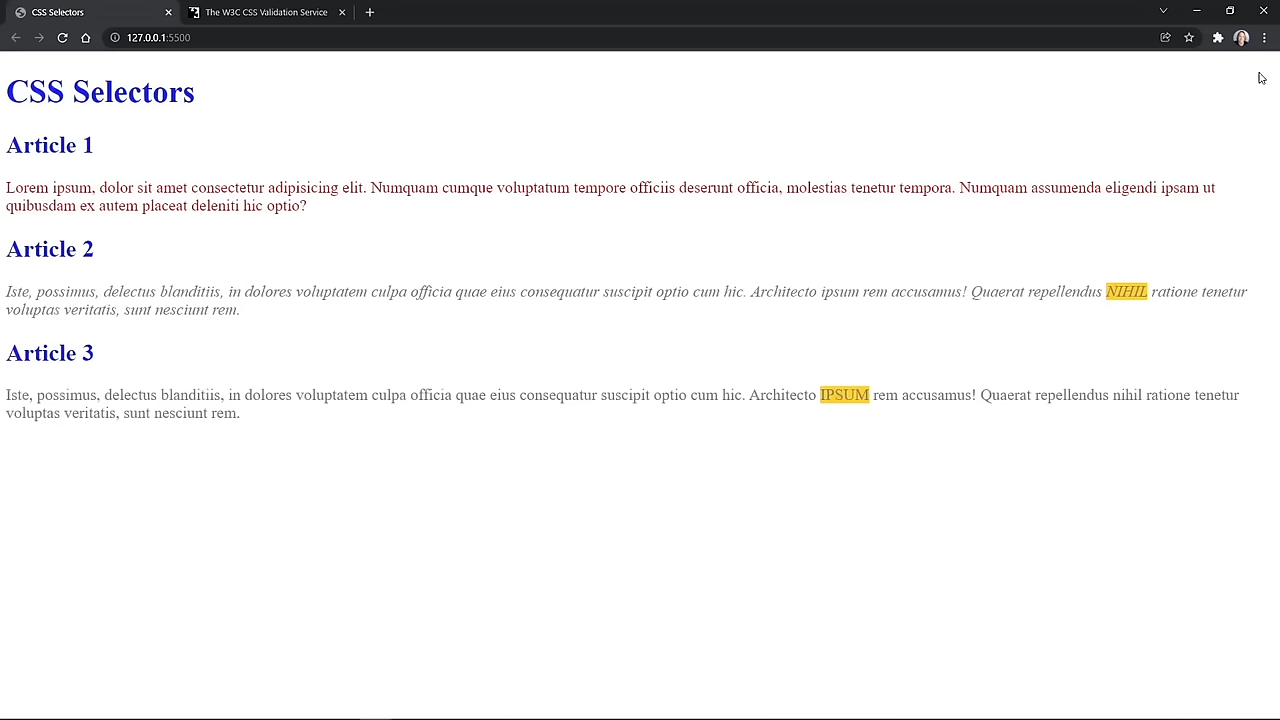 CSS Selectors
The W3C CSS Validation Service
127.0.0.1:5500
CSS Selectors
Article 1
Lorem ipsum, dolor sit amet consectetur adipisicing elit. Numquam cumque voluptatum tempore officiis deserunt officia, molestias tenetur tempora. Numquam assumenda eligendi ipsam ut
quibusdam ex autem placeat deleniti hic optio?
Article 2
Iste, possimus, delectus blanditiis, in dolores voluptatem culpa officia quae eius consequatur suscipit optio cum hic. Architecto ipsum rem accusamus! Quaerat repellendus NIHIL ratione tenetur
voluptas veritatis, sunt nesciunt rem.
Article 3
Iste, possimus, delectus blanditiis, in dolores voluptatem culpa officia quae eius consequatur suscipit optio cum hic. Architecto IPSUM rem accusamus! Quaerat repellendus nihil ratione tenetur
voluptas veritatis, sunt nesciunt rem.